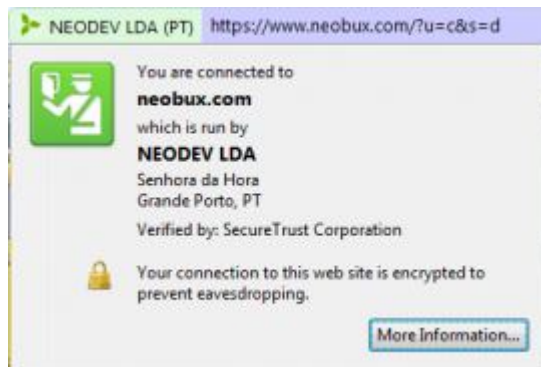 NEODEV LDA (PT) https://www.neobux.com/?u=c&s=d
You are connected to
neobux.com
which is run by
NEODEV LDA
Senhora da Hora
Grande Porto, PT
Verified by: SecureTrust Corporation
Your connection to this web site is encrypted to
prevent eavesdropping.
More Information...